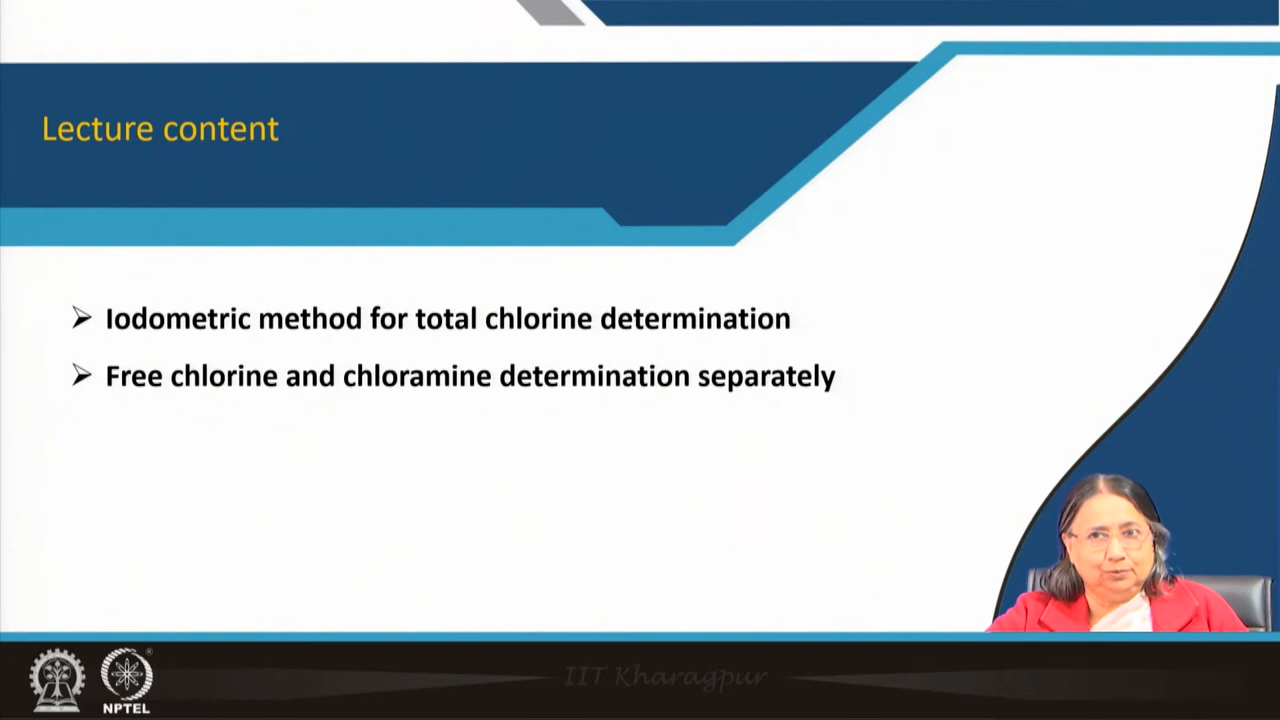 Lecture content
➢ Iodometric method for total chlorine determination
➢ Free chlorine and chloramine determination separately
IIT Kharagpur
®
NPTEL